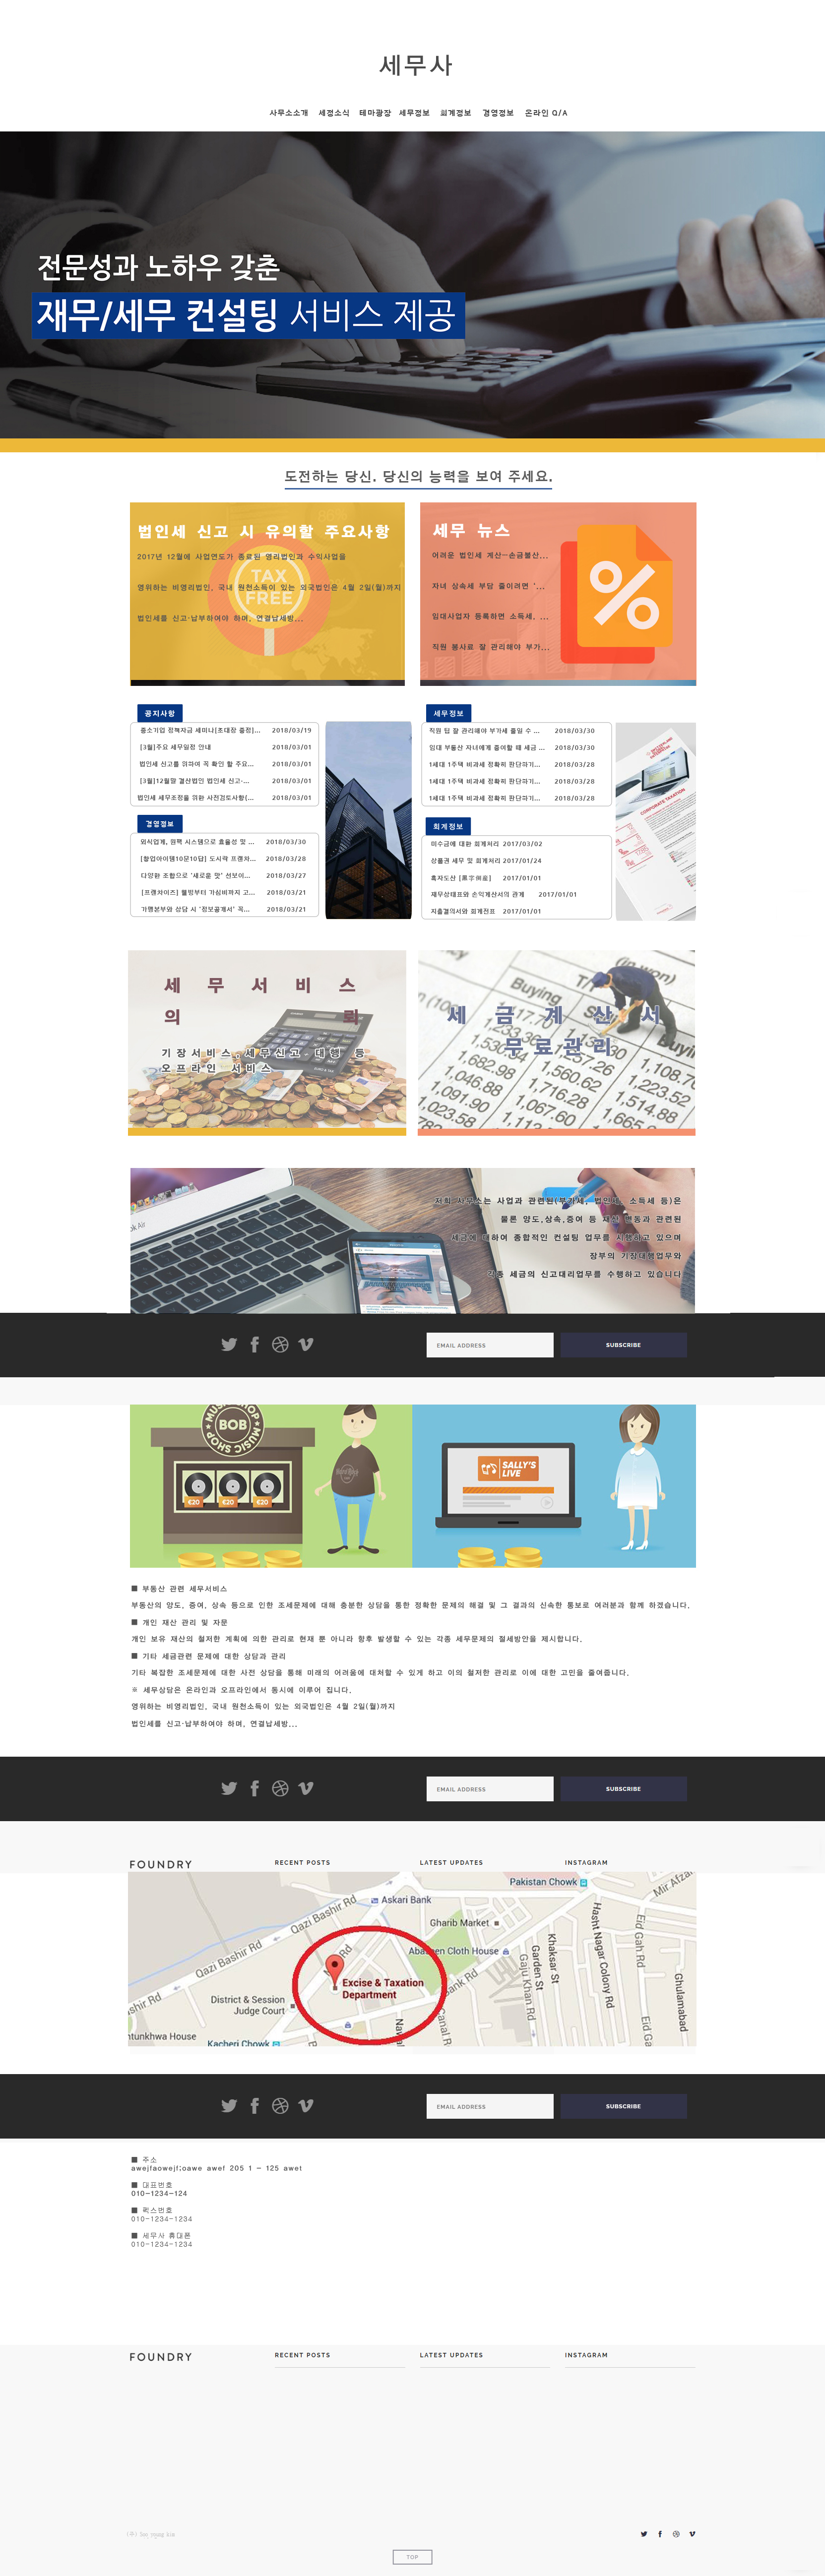 세무사
사무소소개 세정소식 테마광장 세무정보 회계정보 경영정보 온라인 Q/A
전문성과 노하우 갖춘
재무/세무 컨설팅 서비스 제공
도전하는 당신. 당신의 능력을 보여 주세요.
법인세 신고 시 유의할 주요사항
2017년 12월에 사업연도가 종료된 영리법인과 수익사업을
영위하는 비영리법인, 국내 원천소득이 있는 외국법인은 4월 2일(월)까지
법인세를 신고·납부하여야 하며, 연결납세방...
TAX
FREE
세무 뉴스
어려운 법인세 계산…손금불산...
자녀 상속세 부담 줄이려면 '...
임대사업자 등록하면 소득세, ...
직원 봉사료 잘 관리해야 부가...
%
공지사항
중소기업 정책자금 세미나[초대장 증정]... 2018/03/19
[3월]주요 세무일정 안내 2018/03/01
법인세 신고를 위하여 꼭 확인 할 주요... 2018/03/01
[3월]12월말 결산법인 법인세 신고·... 2018/03/01
법인세 세무조정을 위한 사전검토사항(... 2018/03/01
경영정보
외식업계, 원팩 시스템으로 효율성 및 ... 2018/03/30
[창업아이템10문10답] 도시락 프랜차... 2018/03/28
다양한 조합으로 '새로운 맛' 선보이... 2018/03/27
[프랜차이즈] 웰빙부터 가심비까지 고... 2018/03/21
가맹본부와 상담 시 '정보공개서' 꼭... 2018/03/21
세무정보
직원 팁 잘 관리해야 부가세 줄일 수 ... 2018/03/30
임대 부동산 자녀에게 증여할 때 세금 ... 2018/03/30
1세대 1주택 비과세 정확히 판단하기... 2018/03/28
1세대 1주택 비과세 정확히 판단하기... 2018/03/28
1세대 1주택 비과세 정확히 판단하기... 2018/03/28
회계정보
미수금에 대한 회계처리 2017/03/02
상품권 세무 및 회계처리 2017/01/24
흑자도산 [黑字倒産] 2017/01/01
재무상태표와 손익계산서의 관계 2017/01/01
지출결의서와 회계전표 2017/01/01
CORPORATE TAXATION
세 무 서 비 스
의 뢰
기장서비스·세무신고·대행 등
오프라인 서비스
세 금 계 산 서
무료관리
Buying
저희 사무소는 사업과 관련된(부가세, 법인세, 소득세 등)은
물론 양도,상속,증여 등 재산 변동과 관련된
세금에 대하여 종합적인 컨설팅 업무를 시행하고 있으며
장부의 기장대행업무와
각종 세금의 신고대리업무를 수행하고 있습니다
EMAIL ADDRESS SUBSCRIBE
BOB
MUSIC SHOP
€20 €20 €20
SALLY'S
LIVE
■ 부동산 관련 세무서비스
부동산의 양도, 증여, 상속 등으로 인한 조세문제에 대해 충분한 상담을 통한 정확한 문제의 해결 및 그 결과의 신속한 통보로 여러분과 함께 하겠습니다.
■ 개인 재산 관리 및 자문
개인 보유 재산의 철저한 계획에 의한 관리로 현재 뿐 아니라 향후 발생할 수 있는 각종 세무문제의 절세방안을 제시합니다.
■ 기타 세금관련 문제에 대한 상담과 관리
기타 복잡한 조세문제에 대한 사전 상담을 통해 미래의 어려움에 대처할 수 있게 하고 이의 철저한 관리로 이에 대한 고민을 줄여줍니다.
※ 세무상담은 온라인과 오프라인에서 동시에 이루어 집니다.
영위하는 비영리법인, 국내 원천소득이 있는 외국법인은 4월 2일(월)까지
법인세를 신고·납부하여야 하며, 연결납세방...
EMAIL ADDRESS SUBSCRIBE
FOUNDRY RECENT POSTS LATEST UPDATES INSTAGRAM
Pakistan Chowk
Askari Bank
Qazi Bashir Rd
Gharib Market
Cloth House
Qazi Bashir Rd
Excise & Taxation
Department
District & Session
Judge Court
Kacheri Chowk
Khaksar St
Garden St
Gaju Khan Rd
Hasht Nagar Colony Rd
Eid Gah Rd
Ghulamabad
EMAIL ADDRESS SUBSCRIBE
■ 주소
awejfaowejf;oawe awef 205 1 - 125 awet
■ 대표번호
010-1234-124
■ 팩스번호
010-1234-1234
■ 세무사 휴대폰
010-1234-1234
FOUNDRY RECENT POSTS LATEST UPDATES INSTAGRAM
TOP